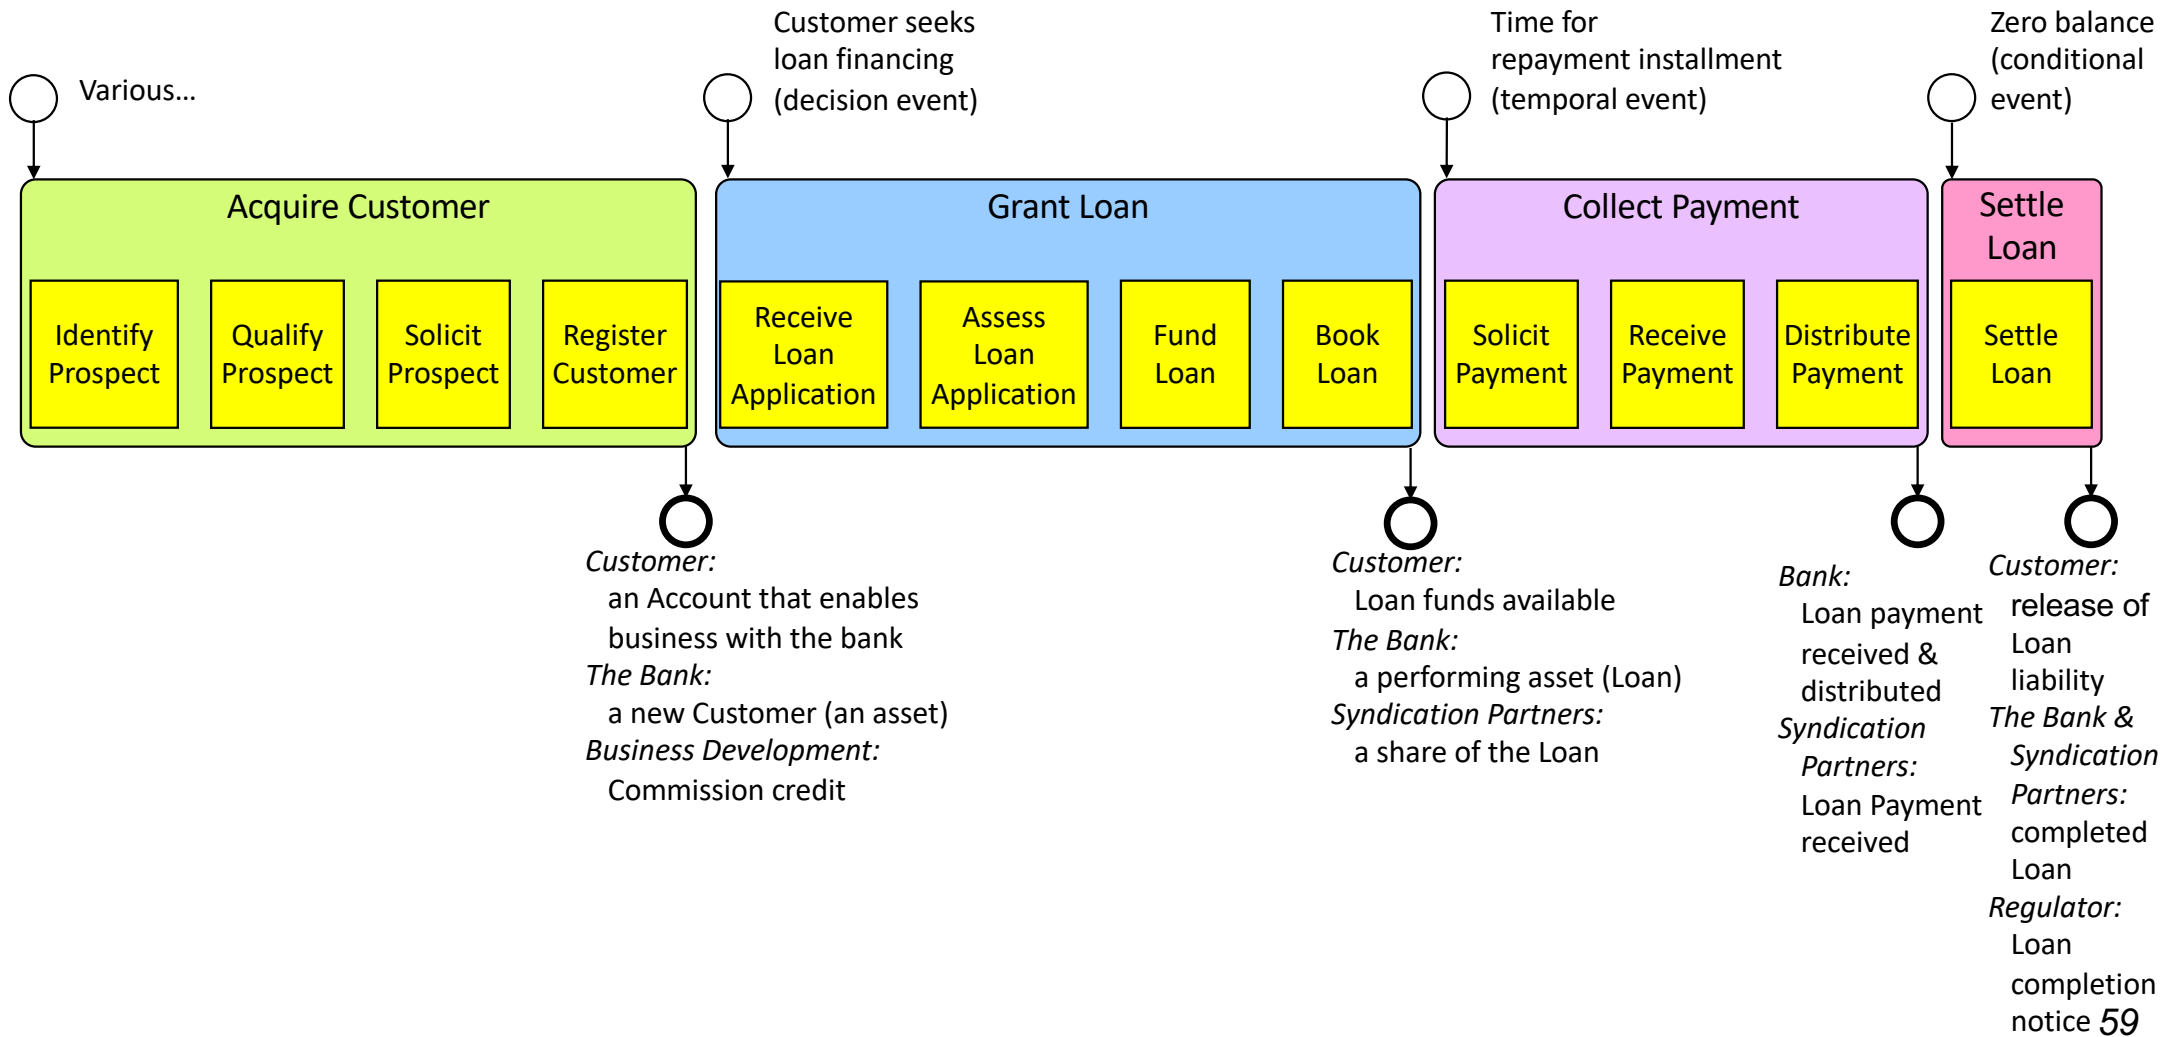 Various...
Customer seeks
loan financing
(decision event)
Time for
repayment installment
(temporal event)
Zero balance
(conditional
event)
Acquire Customer
Identify
Prospect
Qualify
Prospect
Solicit
Prospect
Register
Customer
Grant Loan
Receive
Loan
Application
Assess
Loan
Application
Fund
Loan
Book
Loan
Collect Payment
Solicit
Payment
Receive
Payment
Distribute
Payment
Settle
Loan
Settle
Loan
Customer:
an Account that enables
business with the bank
The Bank:
a new Customer (an asset)
Business Development:
Commission credit
Customer:
Loan funds available
The Bank:
a performing asset (Loan)
Syndication Partners:
a share of the Loan
Bank:
Loan payment
received &
distributed
Syndication
Partners:
Loan Payment
received
Customer:
release of
Loan
liability
The Bank &
Syndication
Partners:
completed
Loan
Regulator:
Loan
completion
notice 59